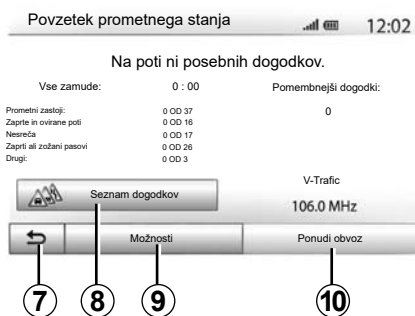 Povzetek prometnega stanja 12:02
Na poti ni posebnih dogodkov.
Vse zamude: 0 : 00 Pomembnejši dogodki:
0
Prometni zastoji: 0 OD 37
Zaprte in ovirane poti 0 OD 16
Nesreča 0 OD 17
Zaprti ali zožani pasovi 0 OD 26
Drugi: 0 OD 3
Seznam dogodkov
V-Trafic
106.0 MHz
Možnosti Ponudi obvoz
7 8 9 10